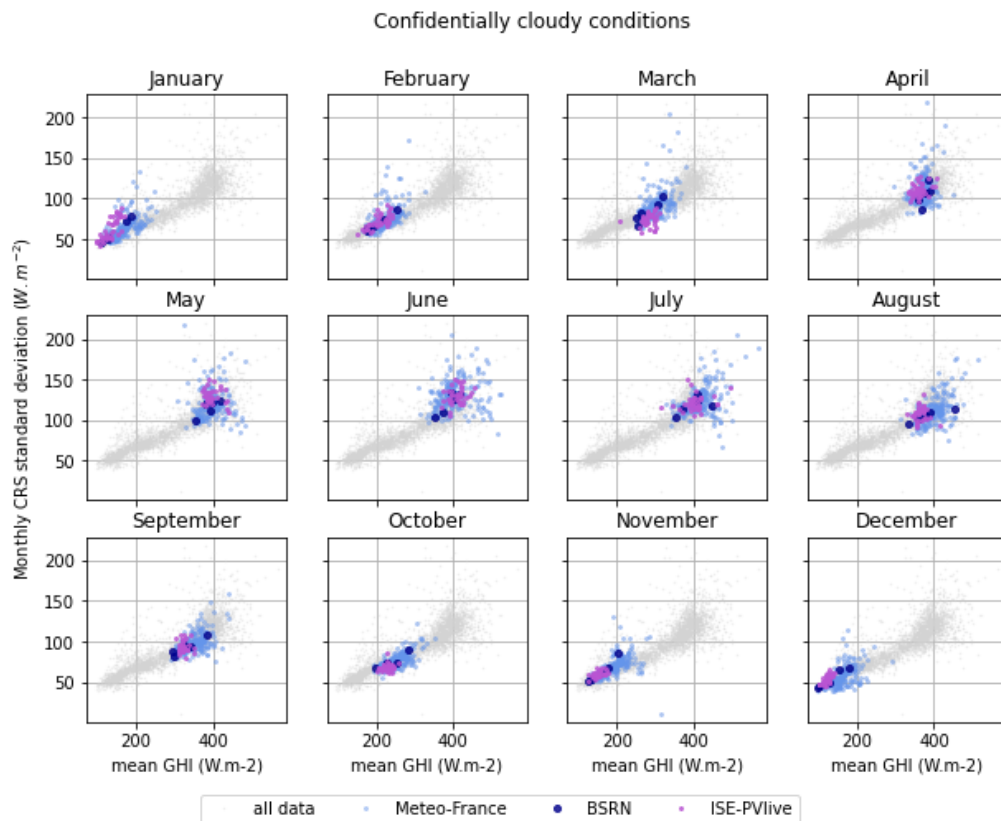 Confidentially cloudy conditions
January February March April
200
150
100
50
May June July August
200
150
100
50
Monthly CRS standard deviation (W.m⁻²)
September October November December
200
150
100
50
200 400 200 400 200 400 200 400
mean GHI (W.m-2) mean GHI (W.m-2) mean GHI (W.m-2) mean GHI (W.m-2)
all data Meteo-France BSRN ISE-PVlive